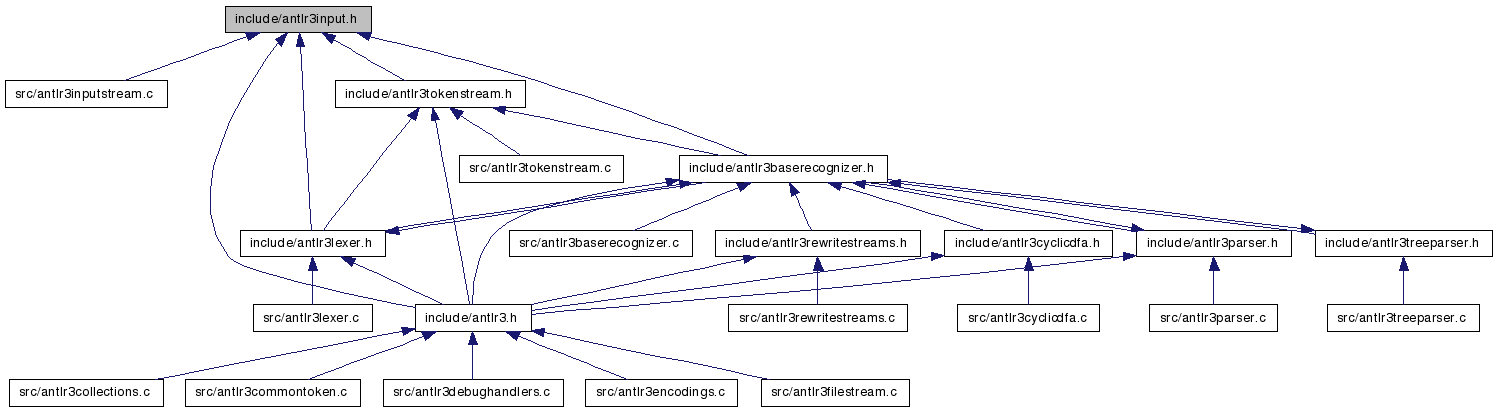 include/antlr3input.h
src/antlr3inputstream.c
include/antlr3tokenstream.h
src/antlr3tokenstream.c
include/antlr3baserecognizer.h
include/antlr3lexer.h
src/antlr3baserecognizer.c
include/antlr3rewritestreams.h
include/antlr3cyclicdfa.h
include/antlr3parser.h
include/antlr3treeparser.h
src/antlr3lexer.c
include/antlr3.h
src/antlr3rewritestreams.c
src/antlr3cyclicdfa.c
src/antlr3parser.c
src/antlr3treeparser.c
src/antlr3collections.c
src/antlr3commontoken.c
src/antlr3debughandlers.c
src/antlr3encodings.c
src/antlr3filestream.c